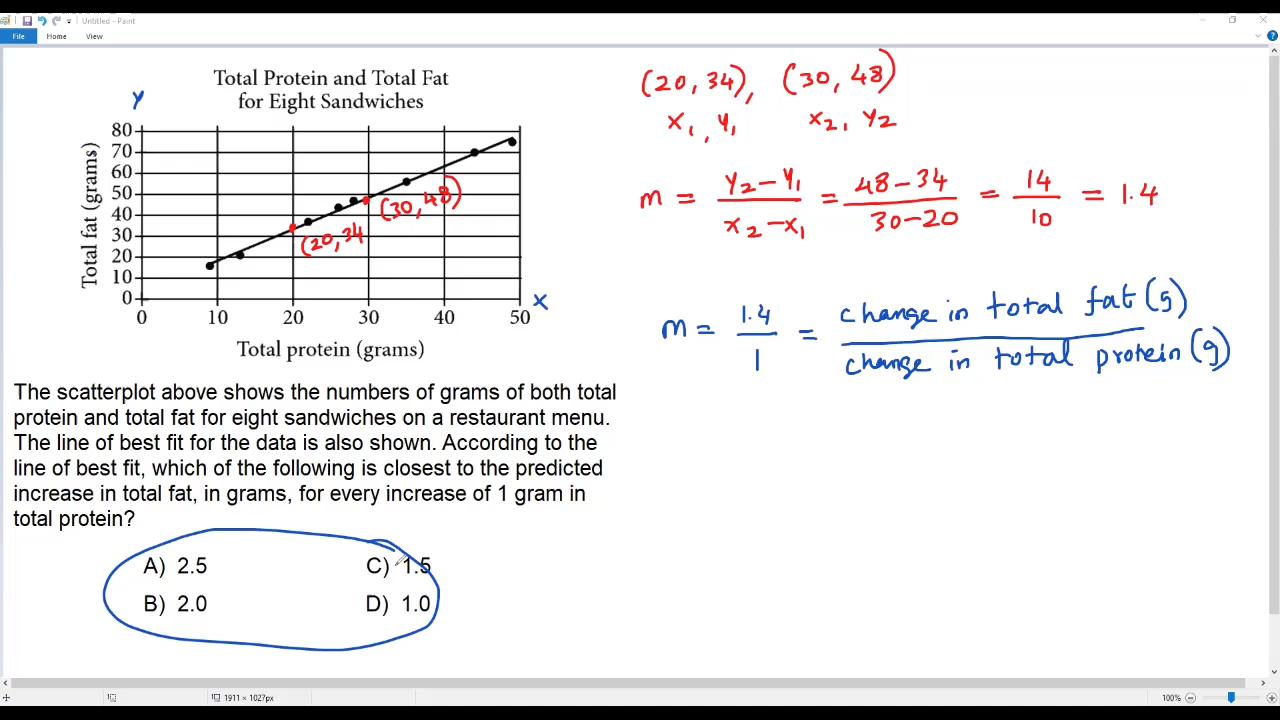 Untitled - Paint
File Home View
Total Protein and Total Fat
for Eight Sandwiches
Y
80
70
60
50
40
30
20
10
0
Total fat (grams)
(30, 48)
(20, 34
X
0 10 20 30 40 50
Total protein (grams)
The scatterplot above shows the numbers of grams of both total
protein and total fat for eight sandwiches on a restaurant menu.
The line of best fit for the data is also shown. According to the
line of best fit, which of the following is closest to the predicted
increase in total fat, in grams, for every increase of 1 gram in
total protein?
A) 2.5 C) 1.5
B) 2.0 D) 1.0
(20, 34), (30, 48)
x₁, y₁ x₂, y₂
m = y₂ - y₁ / x₂ - x₁ = 48 - 34 / 30 - 20 = 14 / 10 = 1.4
m = 1.4 / 1 = change in total fat (g) / change in total protein (g)
1911 × 1027px
100%